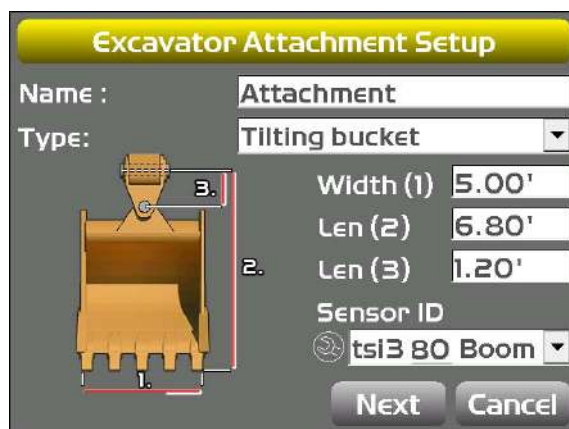 Excavator Attachment Setup
Name : Attachment
Type: Tilting bucket
3. Width (1) 5.00'
2. Len (2) 6.80'
Len (3) 1.20'
Sensor ID
tsi3 80 Boom
1.
Next Cancel